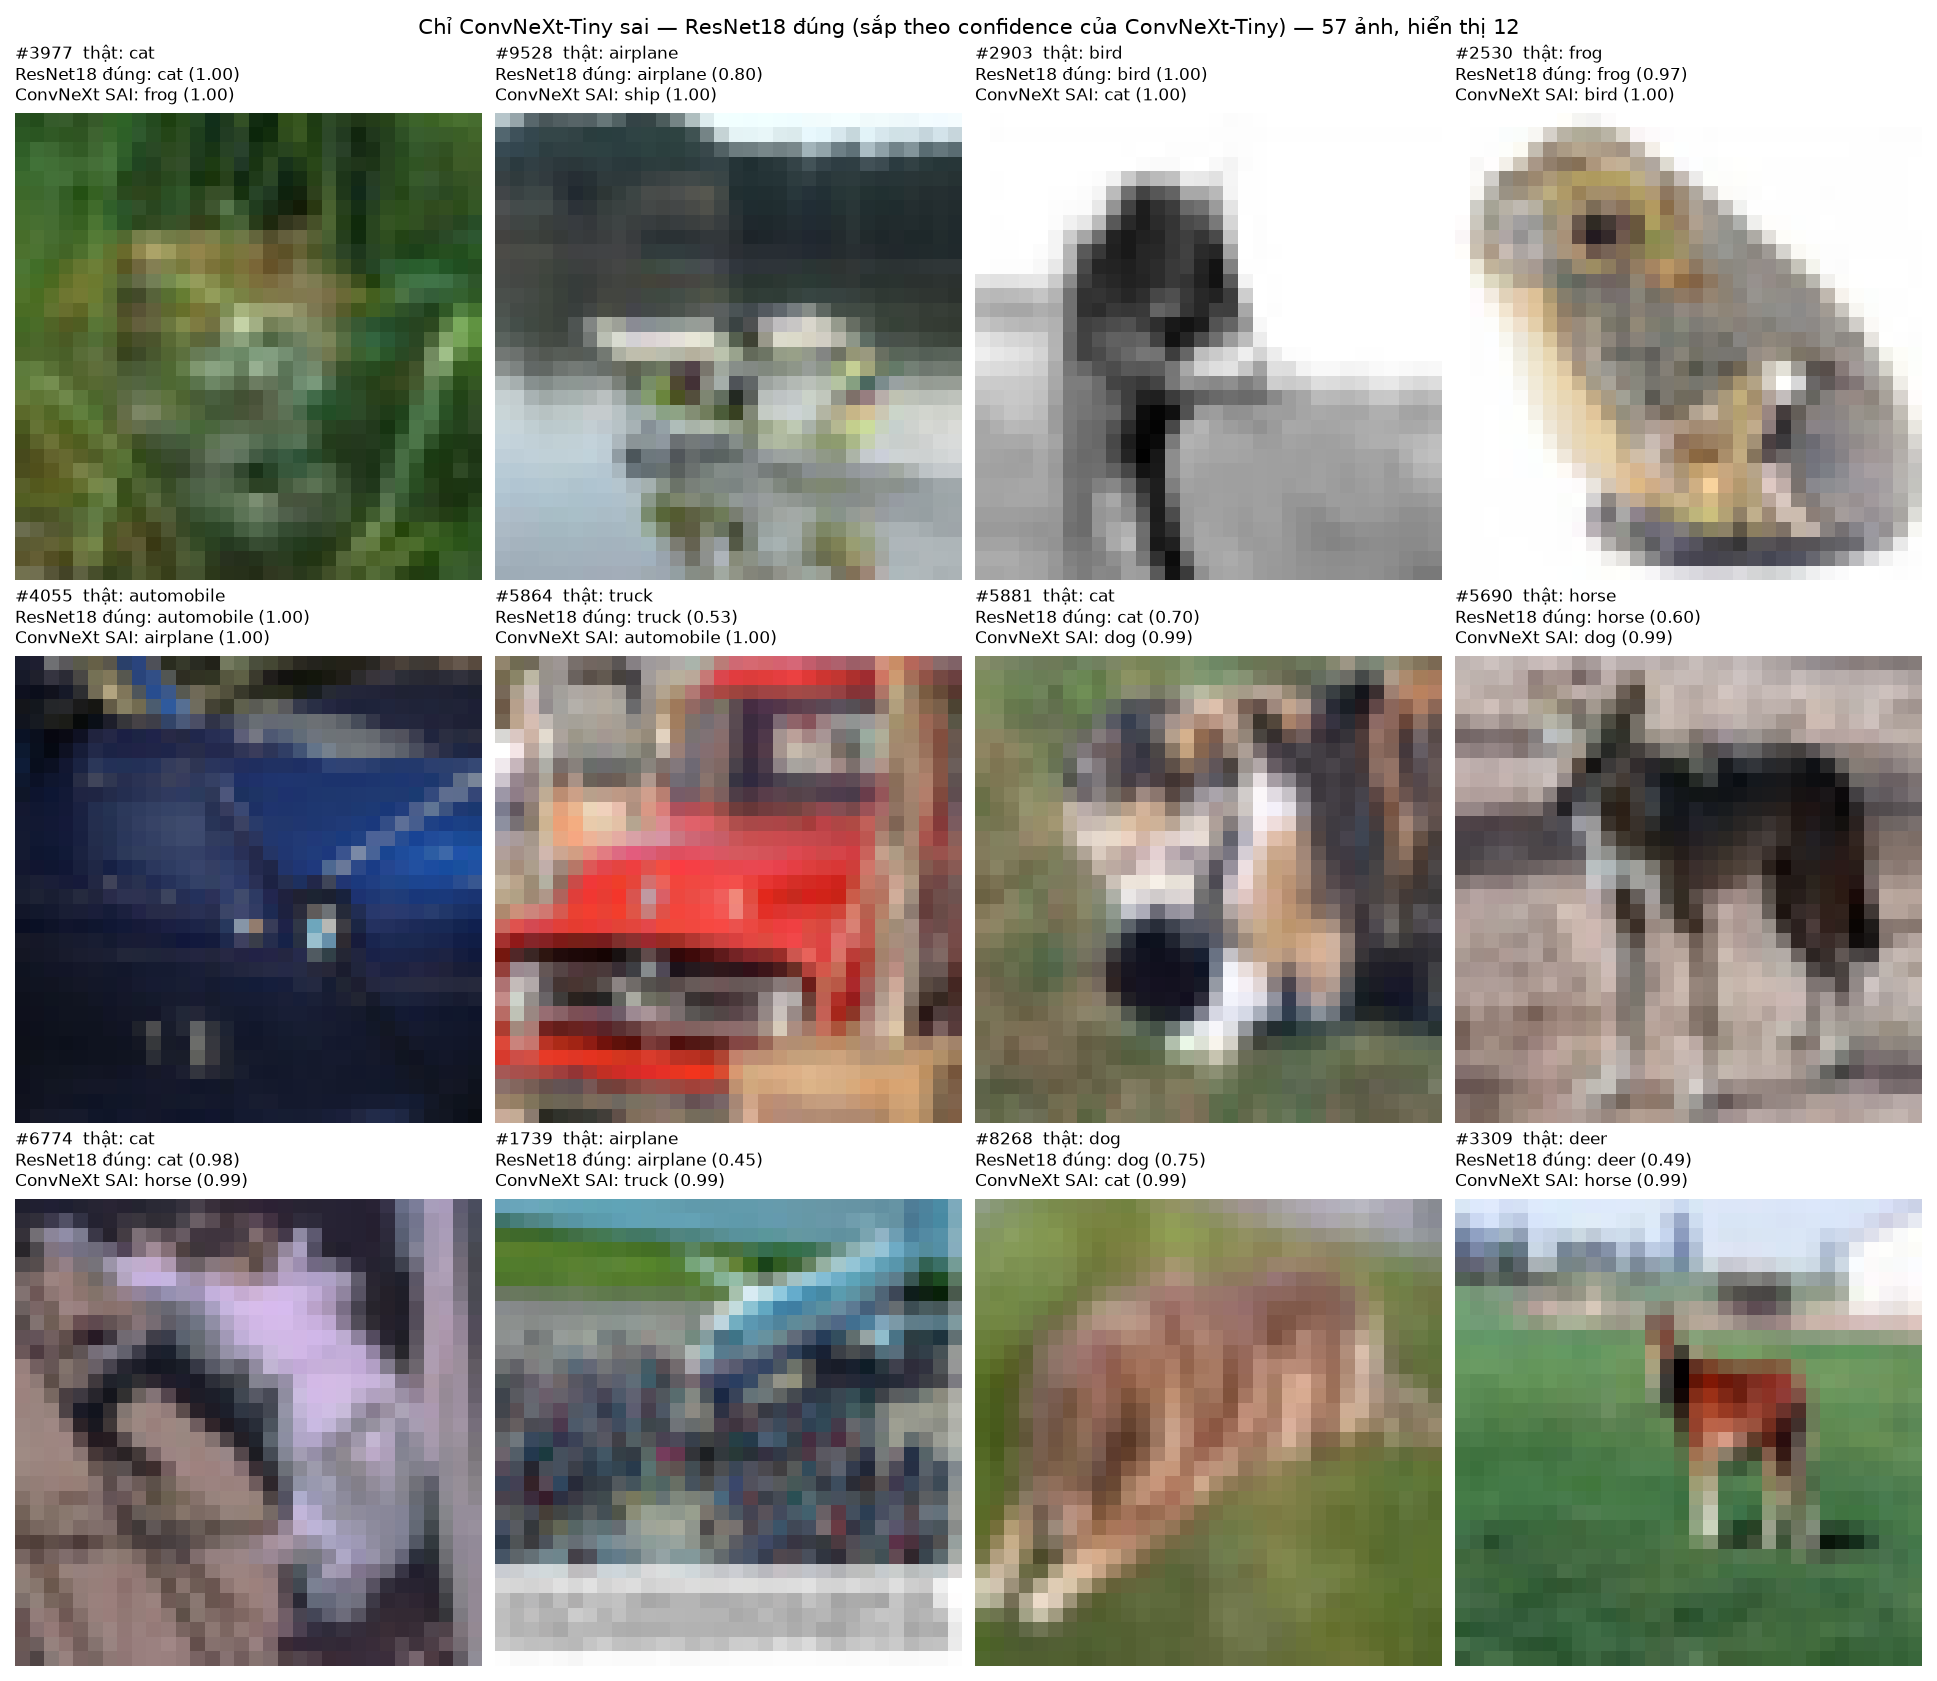 Chỉ ConvNeXt-Tiny sai — ResNet18 đúng (sắp theo confidence của ConvNeXt-Tiny) — 57 ảnh, hiển thị 12
#3977  thật: cat
ResNet18 đúng: cat (1.00)
ConvNeXt SAI: frog (1.00)
#9528  thật: airplane
ResNet18 đúng: airplane (0.80)
ConvNeXt SAI: ship (1.00)
#2903  thật: bird
ResNet18 đúng: bird (1.00)
ConvNeXt SAI: cat (1.00)
#2530  thật: frog
ResNet18 đúng: frog (0.97)
ConvNeXt SAI: bird (1.00)
#4055  thật: automobile
ResNet18 đúng: automobile (1.00)
ConvNeXt SAI: airplane (1.00)
#5864  thật: truck
ResNet18 đúng: truck (0.53)
ConvNeXt SAI: automobile (1.00)
#5881  thật: cat
ResNet18 đúng: cat (0.70)
ConvNeXt SAI: dog (0.99)
#5690  thật: horse
ResNet18 đúng: horse (0.60)
ConvNeXt SAI: dog (0.99)
#6774  thật: cat
ResNet18 đúng: cat (0.98)
ConvNeXt SAI: horse (0.99)
#1739  thật: airplane
ResNet18 đúng: airplane (0.45)
ConvNeXt SAI: truck (0.99)
#8268  thật: dog
ResNet18 đúng: dog (0.75)
ConvNeXt SAI: cat (0.99)
#3309  thật: deer
ResNet18 đúng: deer (0.49)
ConvNeXt SAI: horse (0.99)